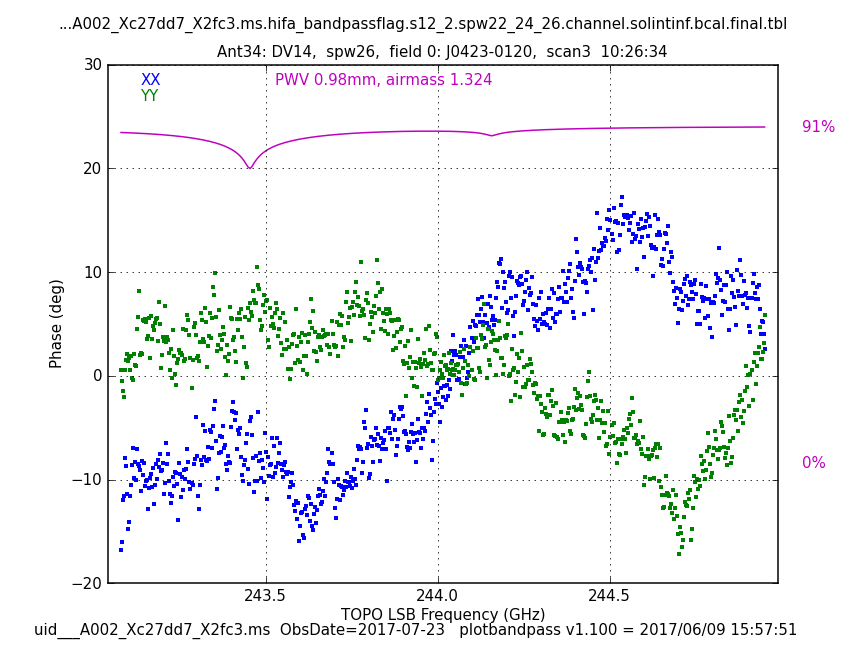 ...A002_Xc27dd7_X2fc3.ms.hifa_bandpassflag.s12_2.spw22_24_26.channel.solintinf.bcal.final.tbl
Ant34: DV14,  spw26,  field 0: J0423-0120,  scan3  10:26:34
XX
YY
PWV 0.98mm, airmass 1.324
91%
0%
30
20
10
0
−10
−20
Phase (deg)
243.5
244.0
244.5
TOPO LSB Frequency (GHz)
uid___A002_Xc27dd7_X2fc3.ms  ObsDate=2017-07-23   plotbandpass v1.100 = 2017/06/09 15:57:51